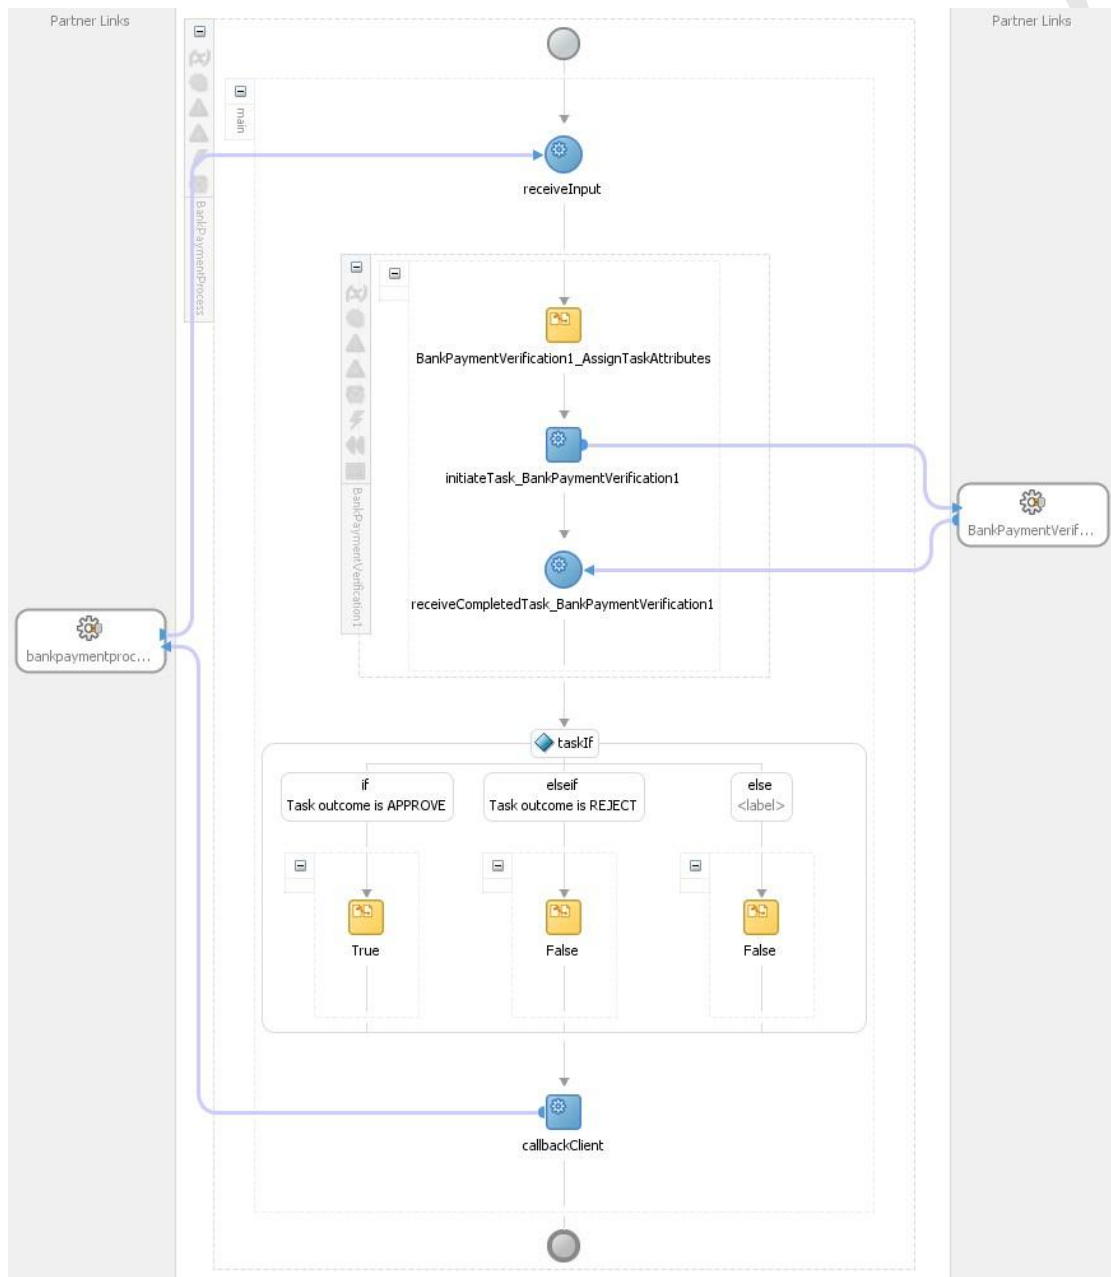 Partner Links
Partner Links
main
receiveInput
BankPaymentProcess
BankPaymentVerification1_AssignTaskAttributes
initiateTask_BankPaymentVerification1
BankPaymentVerification1
BankPaymentVerif...
receiveCompletedTask_BankPaymentVerification1
bankpaymentproc...
taskIf
if
Task outcome is APPROVE
elseif
Task outcome is REJECT
else
<label>
True
False
False
callbackClient